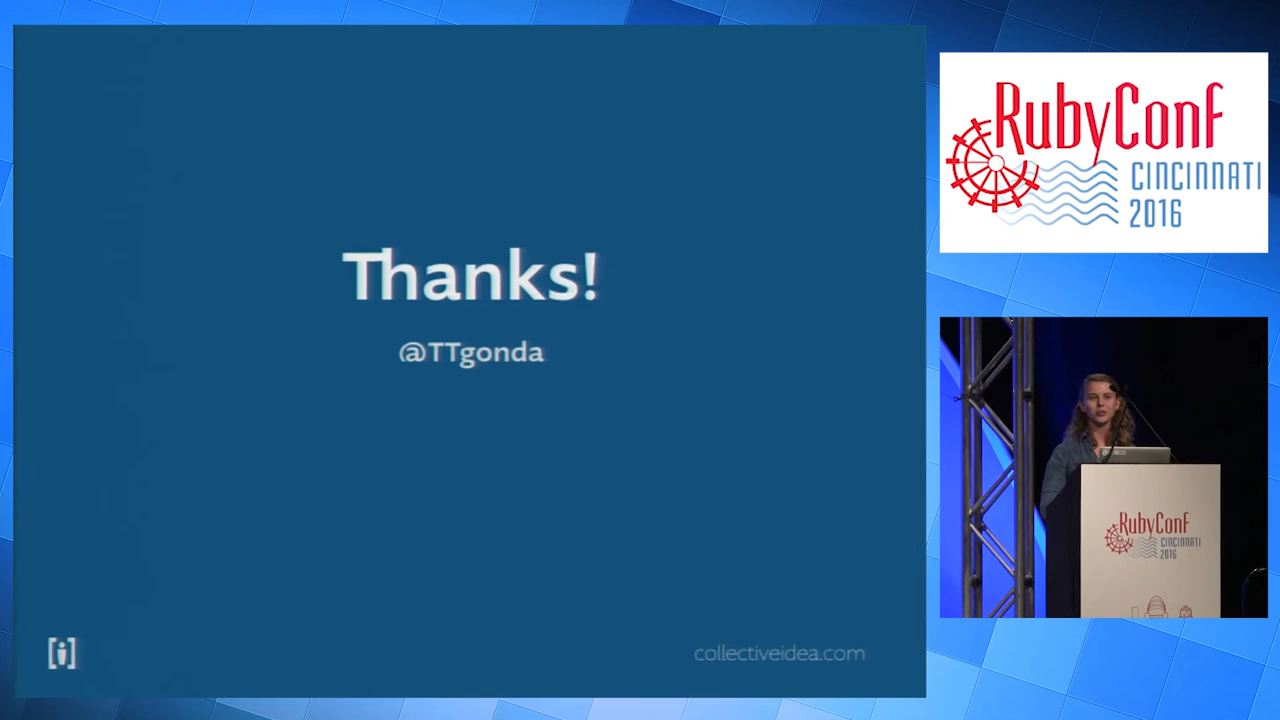 Thanks!
@TTgonda
[i]
collectiveidea.com
RubyConf
CINCINNATI
2016
RubyConf
CINCINNATI
2016